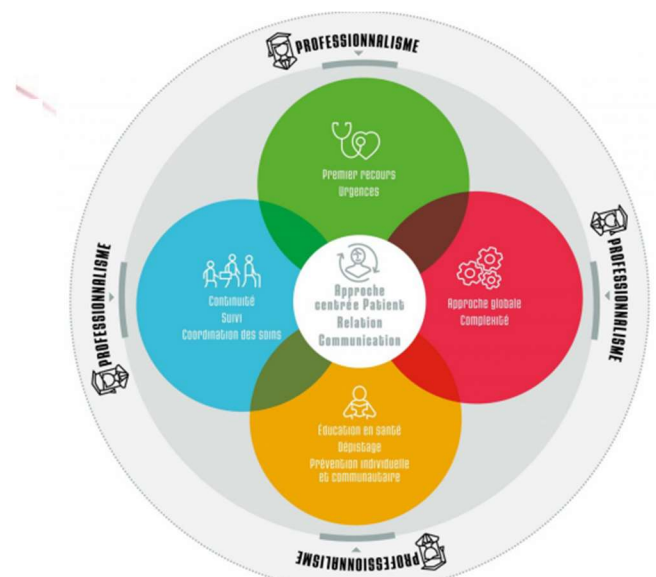 PROFESSIONNALISME
Premier recours
Urgences
PROFESSIONNALISME
Continuité
Suivi
Coordination des soins
Approche
centrée Patient
Relation
Communication
Approche globale
Complexité
PROFESSIONNALISME
Éducation en santé
Dépistage
Prévention individuelle
et communautaire
PROFESSIONNALISME